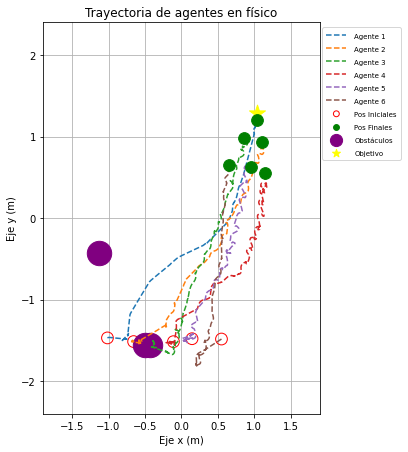 Trayectoria de agentes en físico
Agente 1
Agente 2
Agente 3
Agente 4
Agente 5
Agente 6
Pos Iniciales
Pos Finales
Obstáculos
Objetivo
Eje y (m)
2
1
0
−1
−2
−1.5
−1.0
−0.5
0.0
0.5
1.0
1.5
Eje x (m)